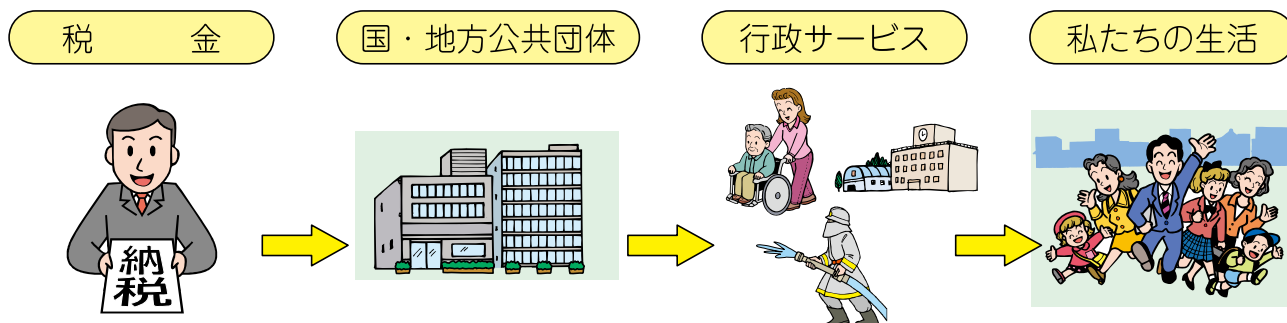 税　　金
国・地方公共団体
行政サービス
私たちの生活
納
税